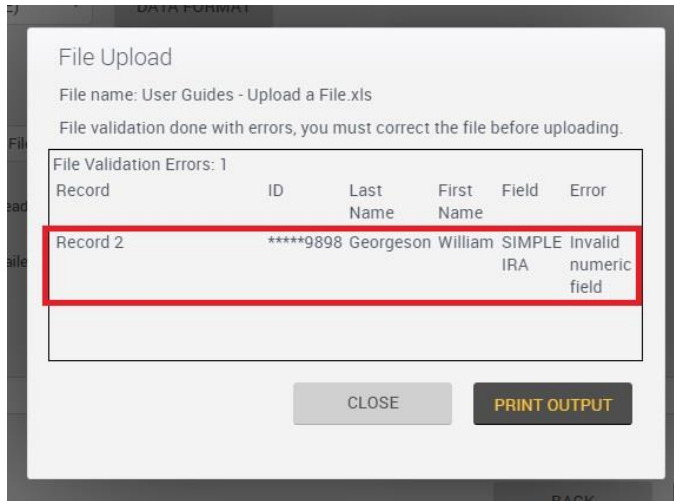 DATA FORMAT
File Upload
File name: User Guides - Upload a File.xls
File validation done with errors, you must correct the file before uploading.
File Validation Errors: 1
Record ID Last Name First Name Field Error
Record 2 *****9898 Georgeson William SIMPLE IRA Invalid numeric field
CLOSE PRINT OUTPUT
BACK